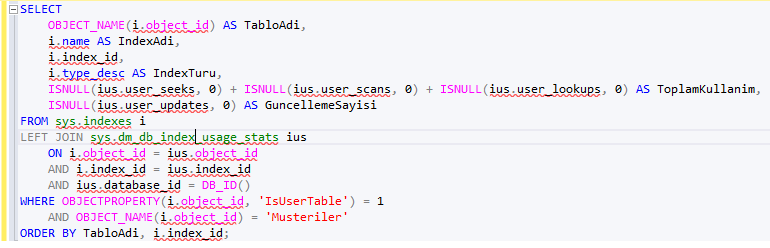 SELECT
OBJECT_NAME(i.object_id) AS TabloAdi,
i.name AS IndexAdi,
i.index_id,
i.type_desc AS IndexTuru,
ISNULL(ius.user_seeks, 0) + ISNULL(ius.user_scans, 0) + ISNULL(ius.user_lookups, 0) AS ToplamKullanim,
ISNULL(ius.user_updates, 0) AS GuncellemeSayisi
FROM sys.indexes i
LEFT JOIN sys.dm_db_index_usage_stats ius
ON i.object_id = ius.object_id
AND i.index_id = ius.index_id
AND ius.database_id = DB_ID()
WHERE OBJECTPROPERTY(i.object_id, 'IsUserTable') = 1
AND OBJECT_NAME(i.object_id) = 'Musteriler'
ORDER BY TabloAdi, i.index_id;